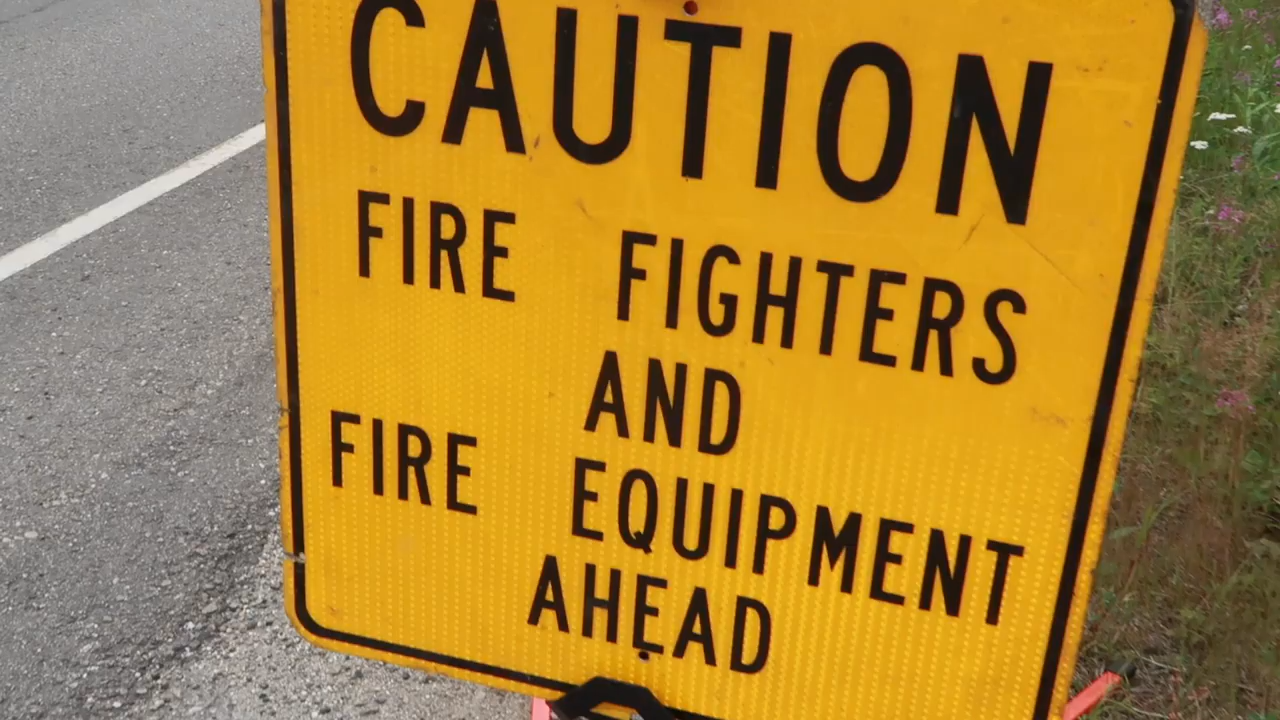 CAUTION
FIRE FIGHTERS
AND
FIRE EQUIPMENT
AHEAD